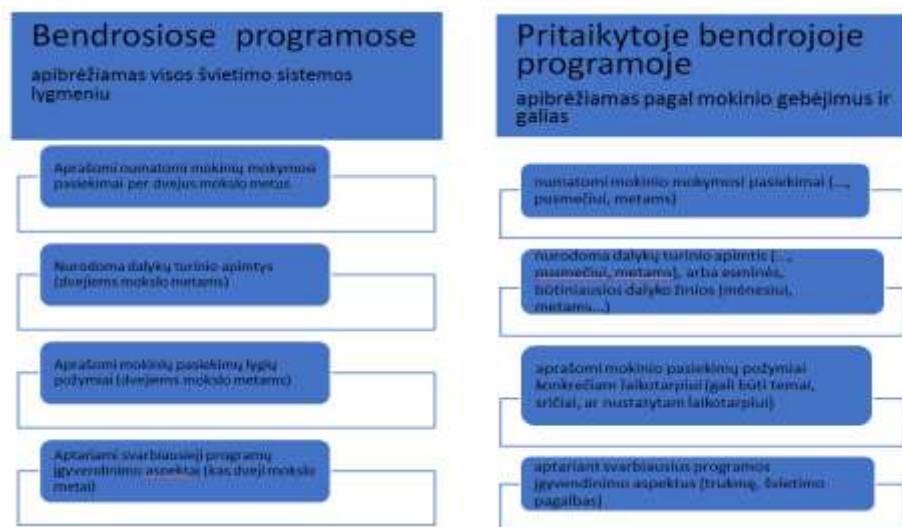 Bendrosiose programose
apibrėžiamas visos švietimo sistemos
lygmeniu
Aprašomi numatomi mokinių mokymosi
pasiekimai per dvejus mokslo metus
Nurodoma dalykų turinio apimtys
(dvejiems mokslo metams)
Aprašomi mokinių pasiekimų lygių
požymiai (dvejiems mokslo metams)
Aptariami svarbiausieji programų
įgyvendinimo aspektai (kas dveji mokslo
metai)
Pritaikytoje bendrojoje
programoje
apibrėžiamas pagal mokinio gebėjimus ir
galias
numatomi mokinio mokymosi pasiekimai (...,
pusmečiui, metams)
nurodoma dalykų turinio apimtis (...,
pusmečiui, metams), arba esminės,
būtiniausios dalyko žinios (mėnesiui,
metams...)
aprašomi mokinio pasiekimų požymiai
konkrečiam laikotarpiui (gali būti temai,
sričiai, ar nustatytam laikotarpiui)
aptariant svarbiausius programos
įgyvendinimo aspektus (trukmę, švietimo
pagalbas)